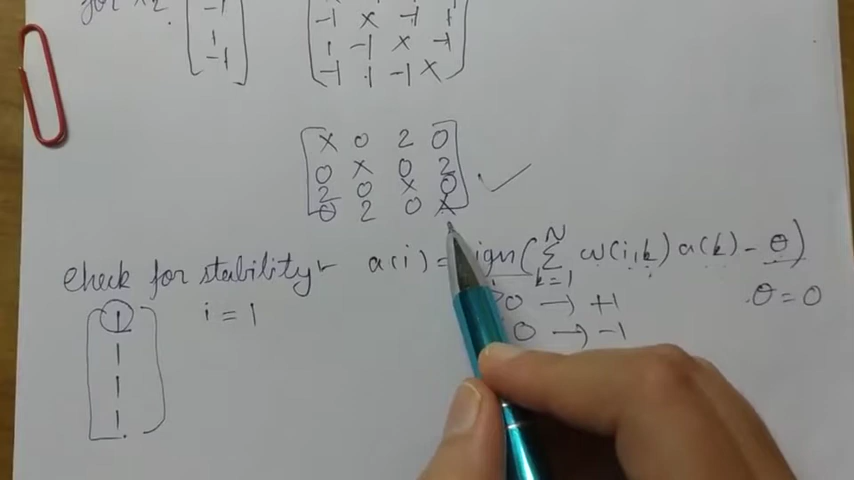 for x2.
-1
1
-1
-1 x -1 1
1 -1 x -1
-1 1 -1 x
x 0 2 0
0 x 0 2
2 0 x 0
0 2 0 x
Check for stability a(i) = sign( N Σ k=1 w(i,k) a(k) - θ )
1 i = 1 >0 → +1 θ = 0
1 0 → -1
1
1